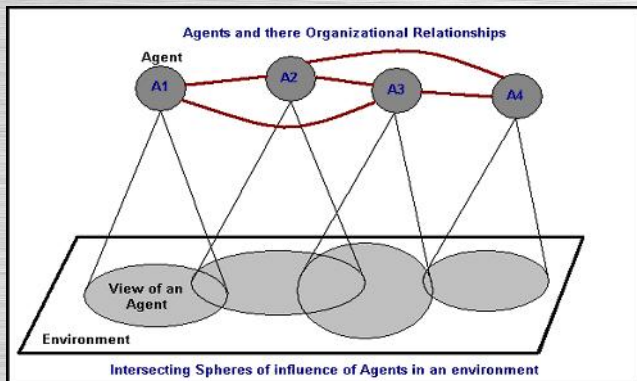 Agents and there Organizational Relationships
Agent
A1
A2
A3
A4
View of an
Agent
Environment
Intersecting Spheres of influence of Agents in an environment